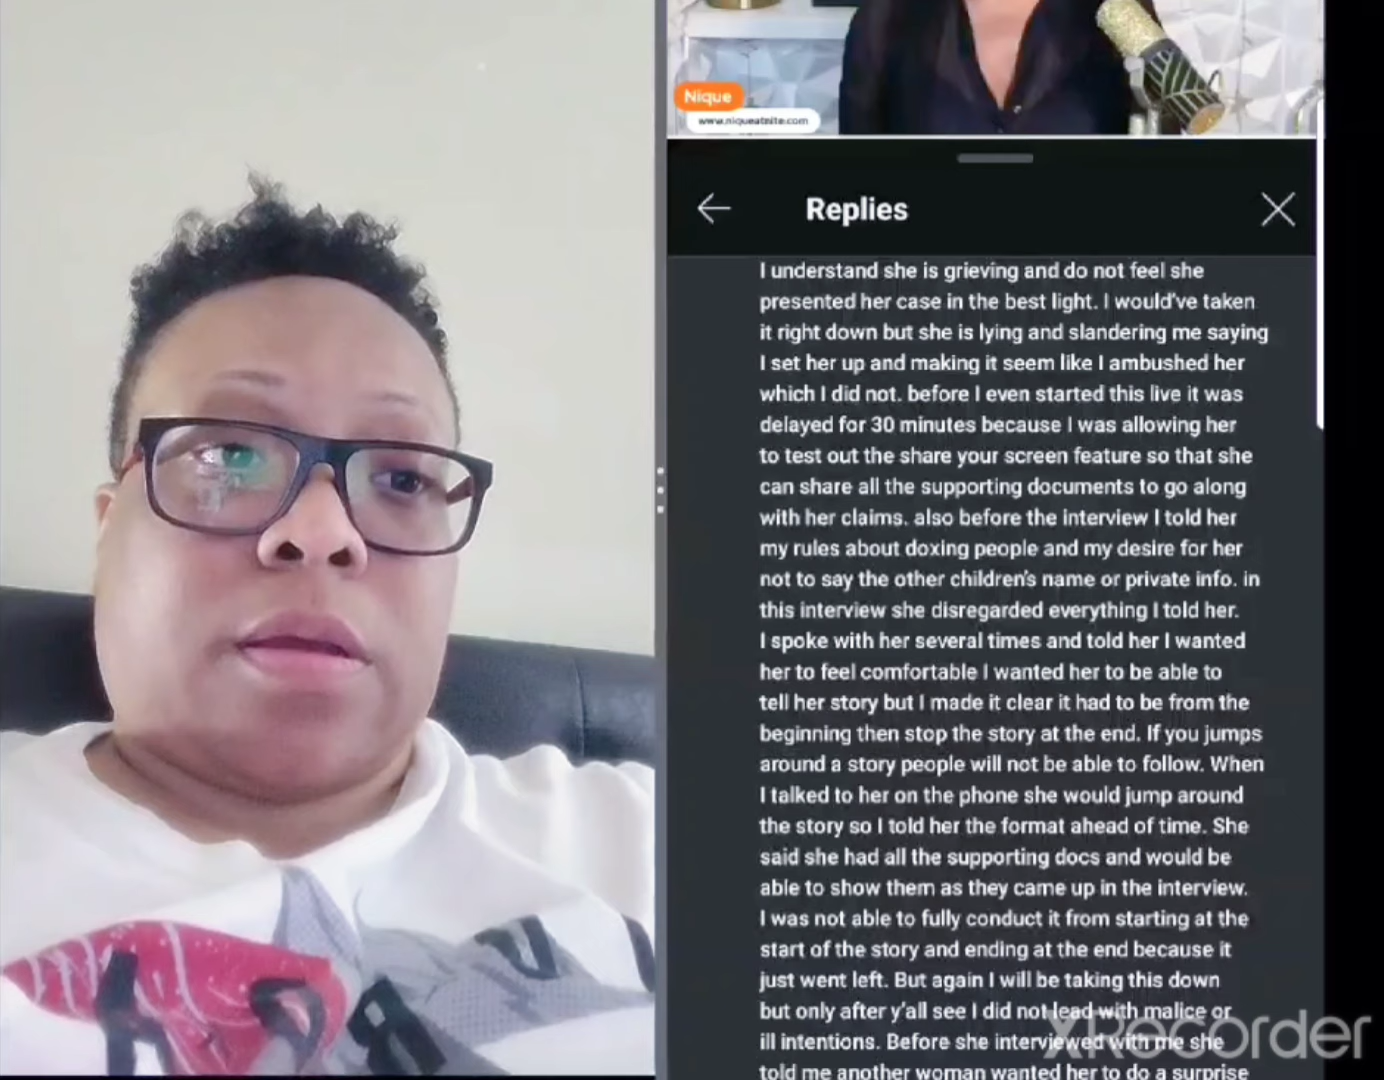 Nique
www.niqueatnite.com
Replies
I understand she is grieving and do not feel she
presented her case in the best light. I would've taken
it right down but she is lying and slandering me saying
I set her up and making it seem like I ambushed her
which I did not. before I even started this live it was
delayed for 30 minutes because I was allowing her
to test out the share your screen feature so that she
can share all the supporting documents to go along
with her claims. also before the interview I told her
my rules about doxing people and my desire for her
not to say the other children's name or private info. in
this interview she disregarded everything I told her.
I spoke with her several times and told her I wanted
her to feel comfortable I wanted her to be able to
tell her story but I made it clear it had to be from the
beginning then stop the story at the end. If you jumps
around a story people will not be able to follow. When
I talked to her on the phone she would jump around
the story so I told her the format ahead of time. She
said she had all the supporting docs and would be
able to show them as they came up in the interview.
I was not able to fully conduct it from starting at the
start of the story and ending at the end because it
just went left. But again I will be taking this down
but only after y'all see I did not lead with malice or
ill intentions. Before she interviewed with me she
told me another woman wanted her to do a surprise
XRecorder